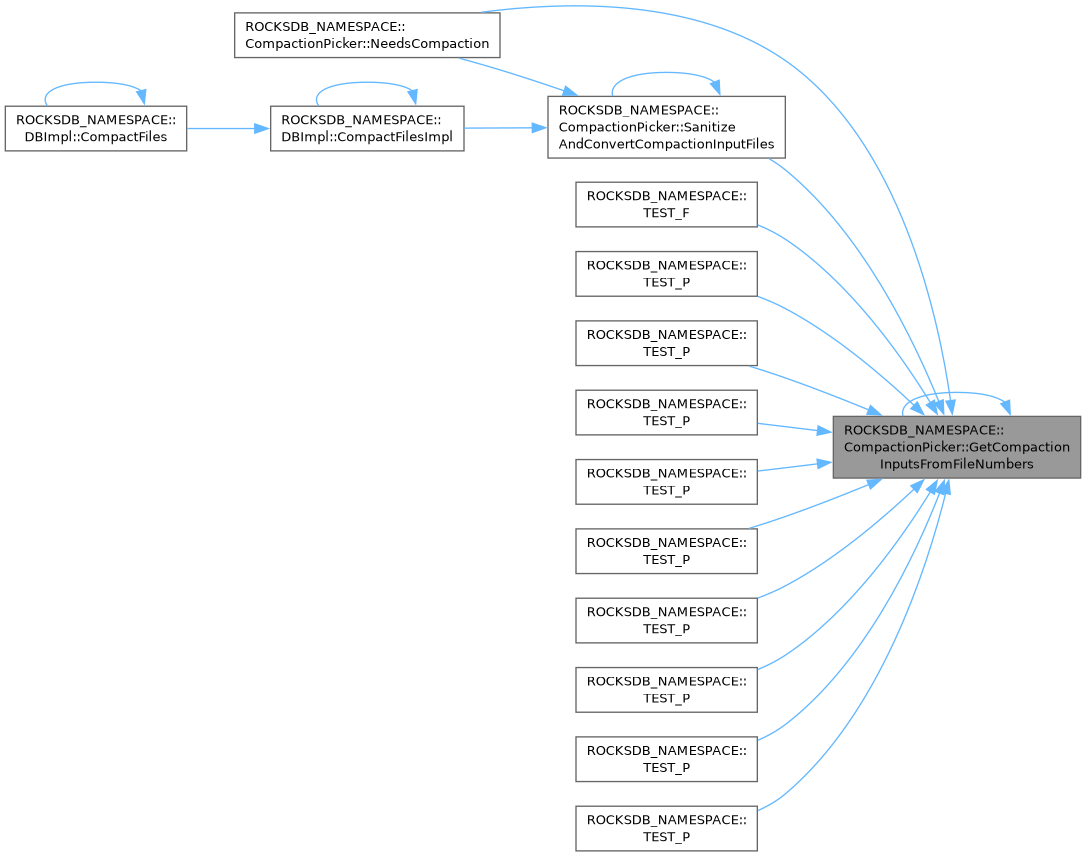 ROCKSDB_NAMESPACE::
CompactionPicker::NeedsCompaction
ROCKSDB_NAMESPACE::
DBImpl::CompactFiles
ROCKSDB_NAMESPACE::
DBImpl::CompactFilesImpl
ROCKSDB_NAMESPACE::
CompactionPicker::Sanitize
AndConvertCompactionInputFiles
ROCKSDB_NAMESPACE::
TEST_F
ROCKSDB_NAMESPACE::
TEST_P
ROCKSDB_NAMESPACE::
TEST_P
ROCKSDB_NAMESPACE::
TEST_P
ROCKSDB_NAMESPACE::
CompactionPicker::GetCompaction
InputsFromFileNumbers
ROCKSDB_NAMESPACE::
TEST_P
ROCKSDB_NAMESPACE::
TEST_P
ROCKSDB_NAMESPACE::
TEST_P
ROCKSDB_NAMESPACE::
TEST_P
ROCKSDB_NAMESPACE::
TEST_P
ROCKSDB_NAMESPACE::
TEST_P